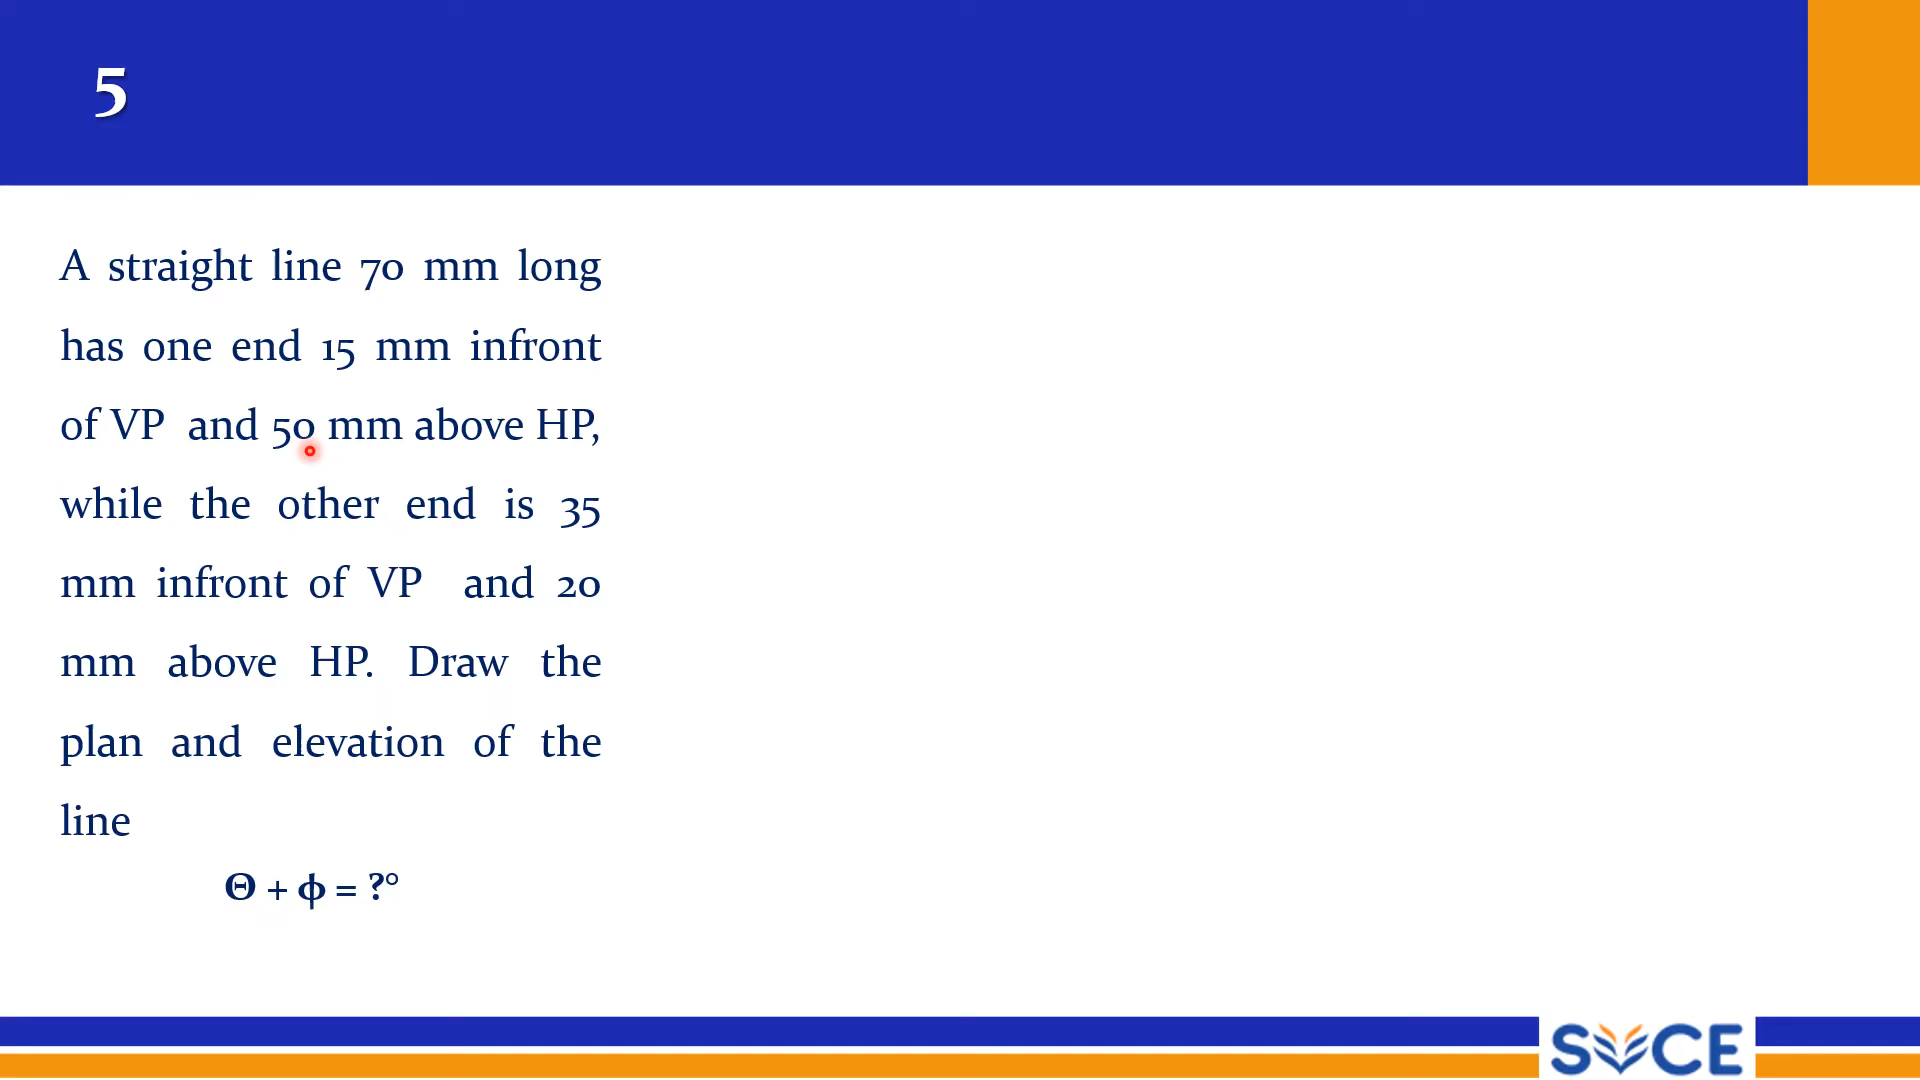 5
A straight line 70 mm long
has one end 15 mm infront
of VP and 50 mm above HP,
while the other end is 35
mm infront of VP and 20
mm above HP. Draw the
plan and elevation of the
line
Θ + ϕ = ?°
SVCE